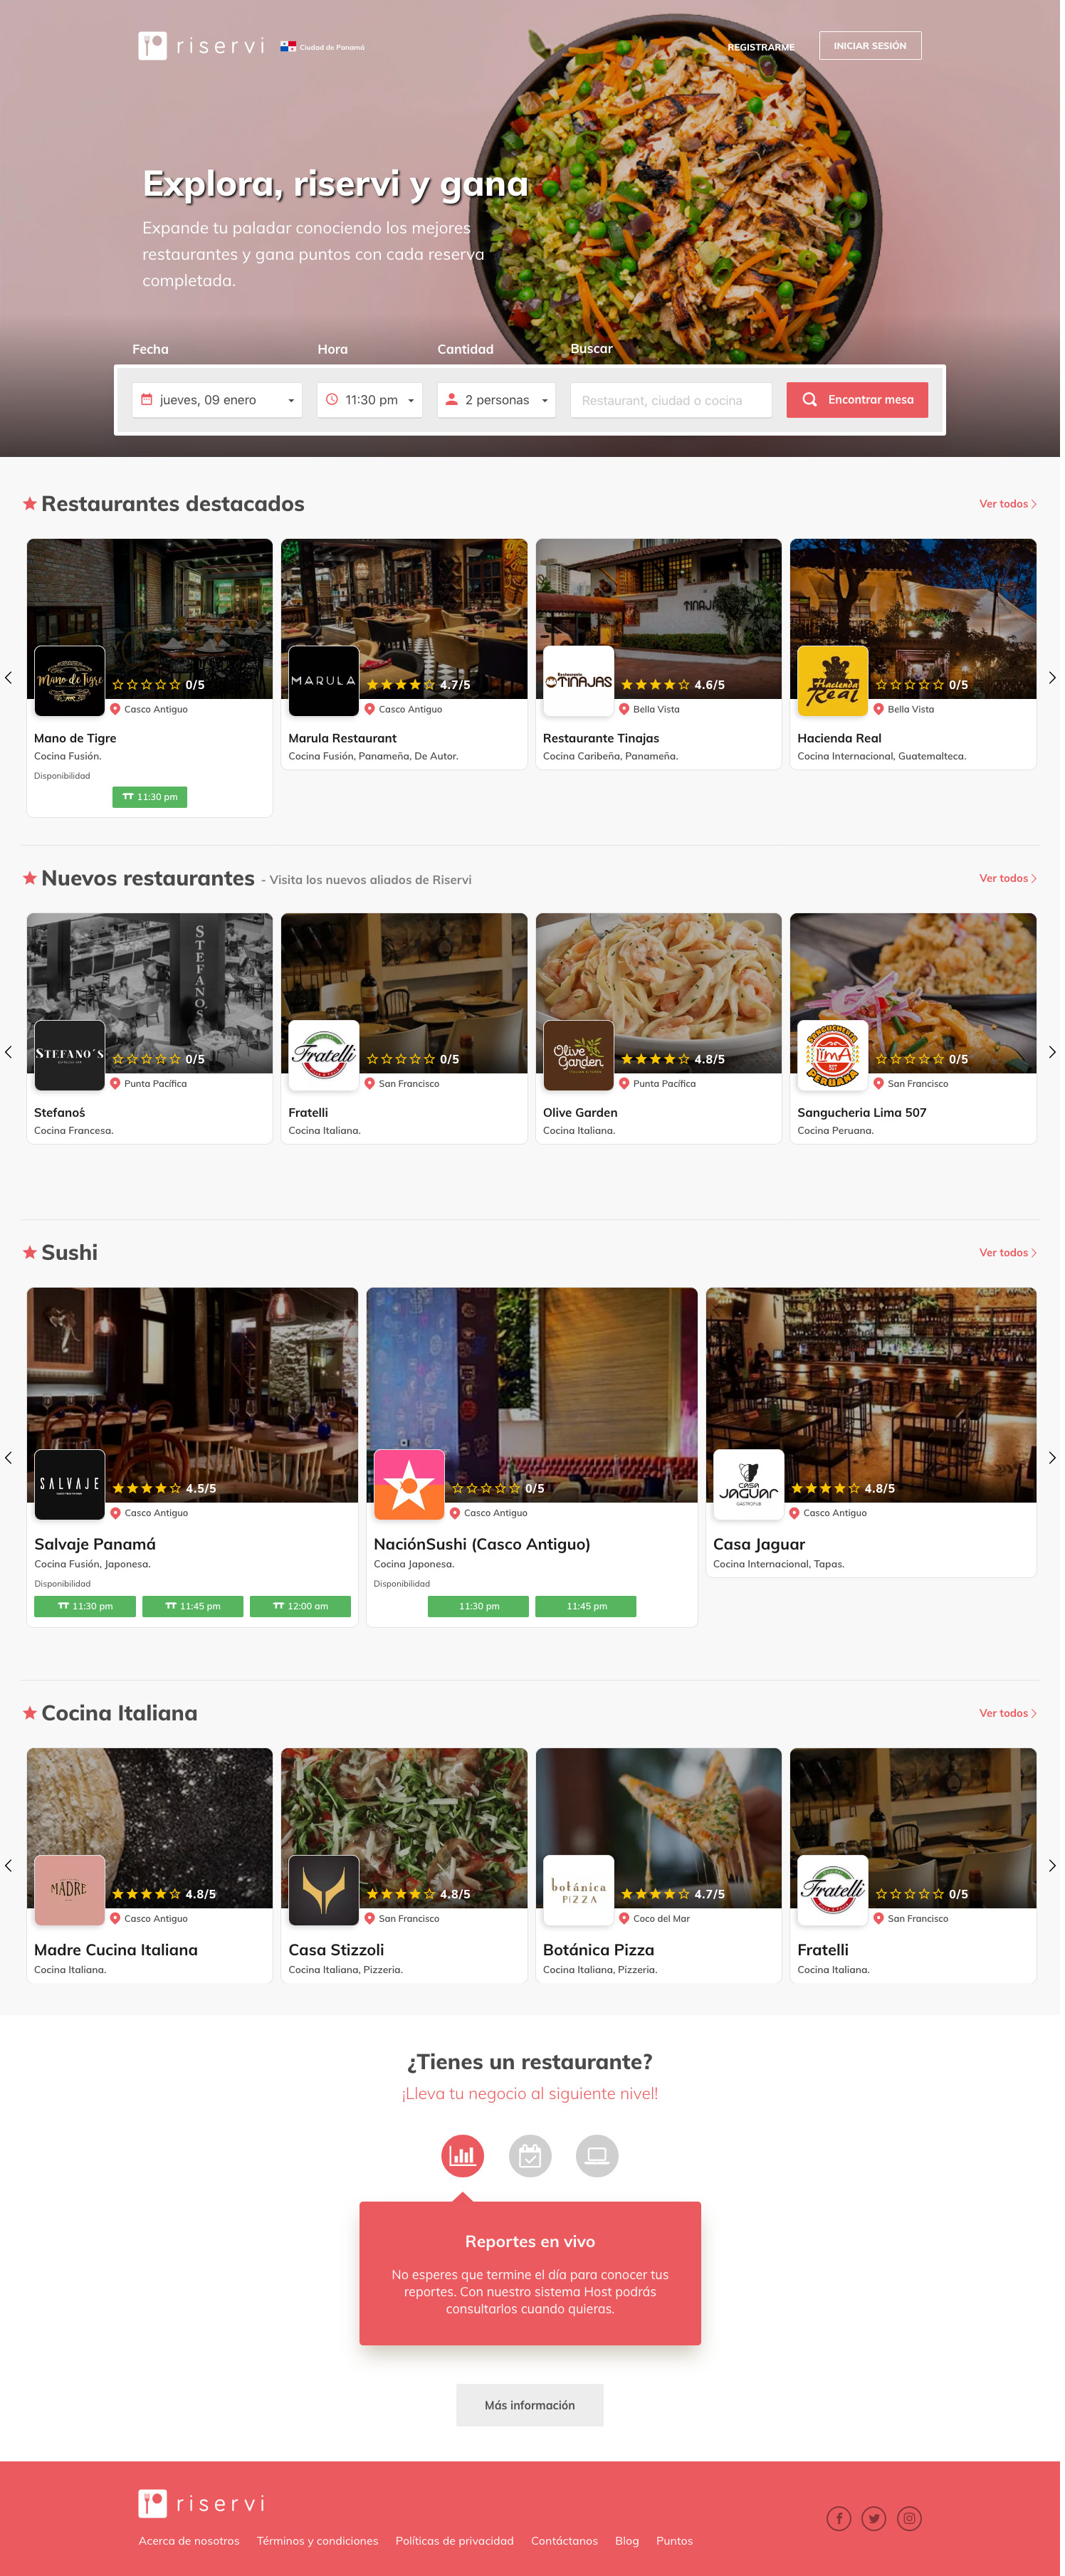 riservi
Ciudad de Panamá
REGISTRARME
INICIAR SESIÓN
Explora, riservi y gana
Expande tu paladar conociendo los mejores
restaurantes y gana puntos con cada reserva
completada.
Fecha
Hora
Cantidad
Buscar
jueves, 09 enero
11:30 pm
2 personas
Restaurant, ciudad o cocina
Encontrar mesa
Restaurantes destacados
Ver todos
Mano de Tigre
0/5
Casco Antiguo
Mano de Tigre
Cocina Fusión.
Disponibilidad
11:30 pm
MARULA
4.7/5
Casco Antiguo
Marula Restaurant
Cocina Fusión, Panameña, De Autor.
TINAJAS
Restaurante
TINAJAS
4.6/5
Bella Vista
Restaurante Tinajas
Cocina Caribeña, Panameña.
Hacienda
Real
0/5
Bella Vista
Hacienda Real
Cocina Internacional, Guatemalteca.
Nuevos restaurantes - Visita los nuevos aliados de Riservi
Ver todos
STEFANOS
STEFANO´S
0/5
Punta Pacífica
Stefanoś
Cocina Francesa.
Fratelli
0/5
San Francisco
Fratelli
Cocina Italiana.
Olive
Garden
ITALIAN KITCHEN
4.8/5
Punta Pacífica
Olive Garden
Cocina Italiana.
SANGUCHERIA
LIMA
507
PERUANA
0/5
San Francisco
Sangucheria Lima 507
Cocina Peruana.
Sushi
Ver todos
SALVAJE
4.5/5
Casco Antiguo
Salvaje Panamá
Cocina Fusión, Japonesa.
Disponibilidad
11:30 pm
11:45 pm
12:00 am
0/5
Casco Antiguo
NaciónSushi (Casco Antiguo)
Cocina Japonesa.
Disponibilidad
11:30 pm
11:45 pm
CASA
JAGUAR
GASTROPUB
4.8/5
Casco Antiguo
Casa Jaguar
Cocina Internacional, Tapas.
Cocina Italiana
Ver todos
MADRE
4.8/5
Casco Antiguo
Madre Cucina Italiana
Cocina Italiana.
4.8/5
San Francisco
Casa Stizzoli
Cocina Italiana, Pizzeria.
botánica
PIZZA
4.7/5
Coco del Mar
Botánica Pizza
Cocina Italiana, Pizzeria.
Fratelli
0/5
San Francisco
Fratelli
Cocina Italiana.
¿Tienes un restaurante?
¡Lleva tu negocio al siguiente nivel!
Reportes en vivo
No esperes que termine el día para conocer tus
reportes. Con nuestro sistema Host podrás
consultarlos cuando quieras.
Más información
riservi
Acerca de nosotros
Términos y condiciones
Políticas de privacidad
Contáctanos
Blog
Puntos